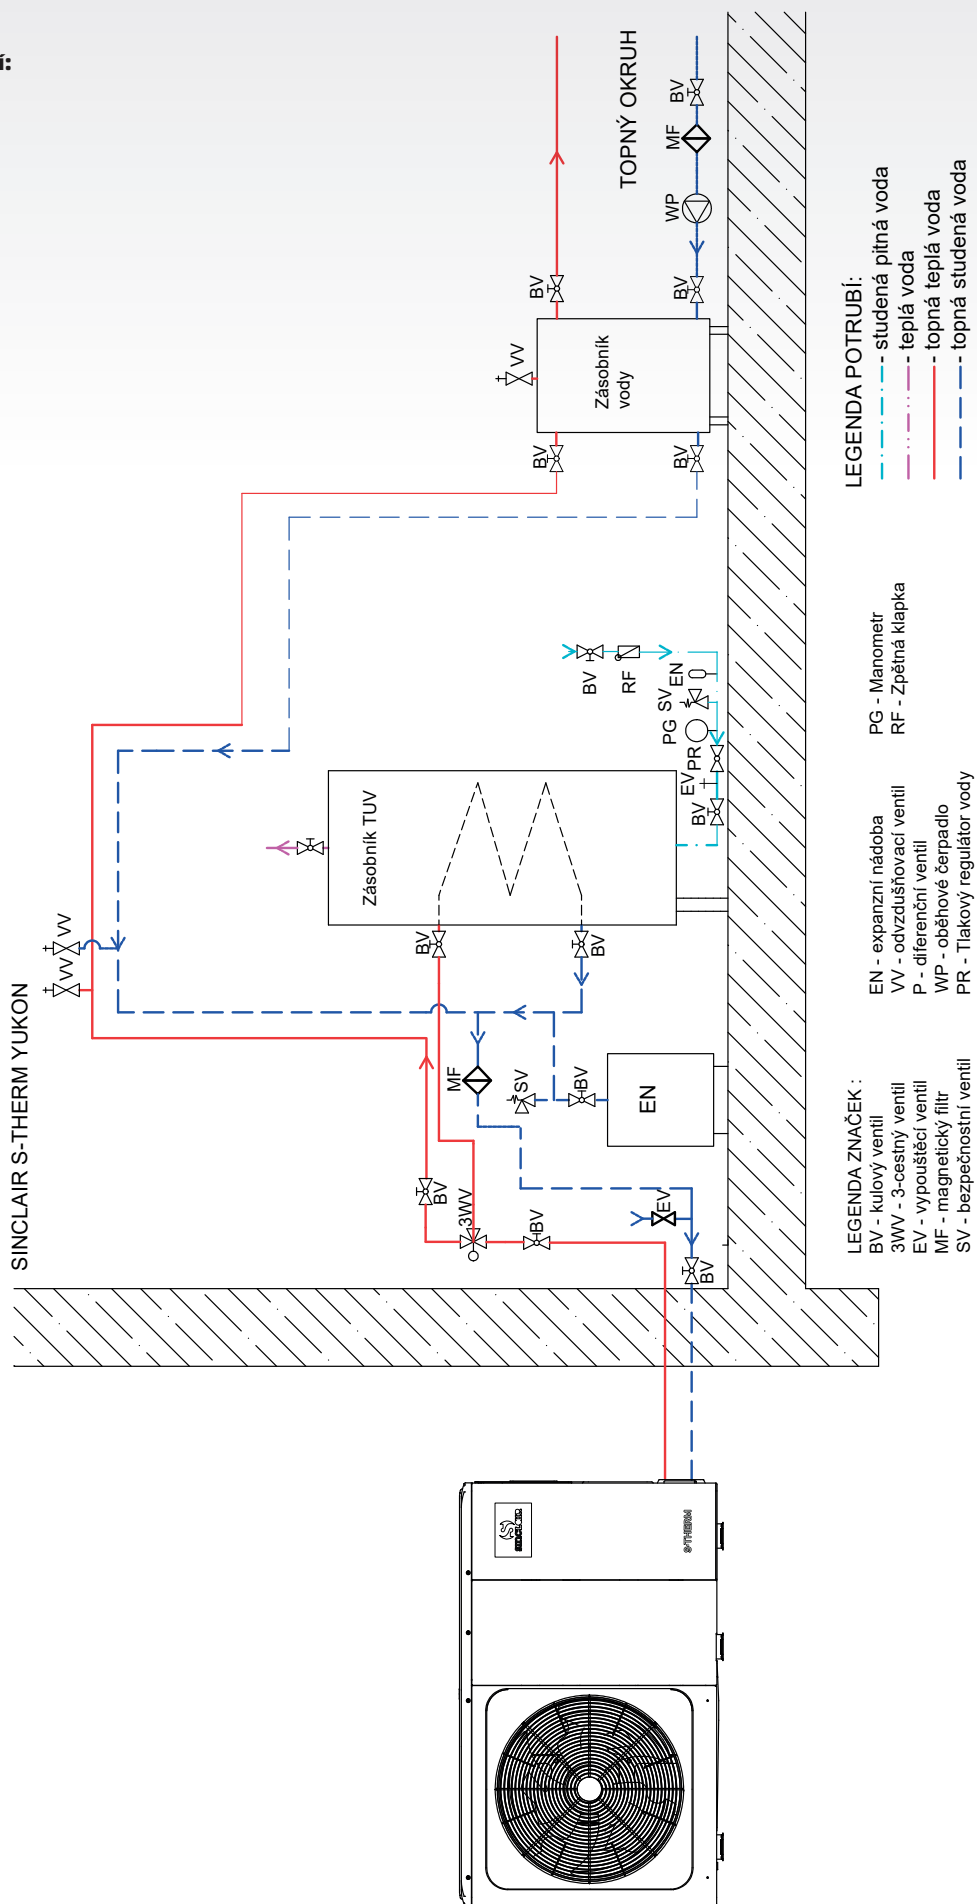 í:
SINCLAIR S-THERM YUKON
TOPNÝ OKRUH
VV
VV
BV
3WV
BV
MF
SV
BV
EN
EV
BV
Zásobník TUV
BV
BV
BV
EV
PR
PG
SV
EN
RF
BV
BV
BV
VV
Zásobník
vody
BV
BV
WP
MF
BV
S-THERM
LEGENDA ZNAČEK :
BV - kulový ventil
3WV - 3-cestný ventil
EV - vypouštěcí ventil
MF - magnetický filtr
SV - bezpečnostní ventil
EN - expanzní nádoba
VV - odvzdušňovací ventil
P - diferenční ventil
WP - oběhové čerpadlo
PR - Tlakový regulátor vody
PG - Manometr
RF - Zpětná klapka
LEGENDA POTRUBÍ:
- studená pitná voda
- teplá voda
- topná teplá voda
- topná studená voda